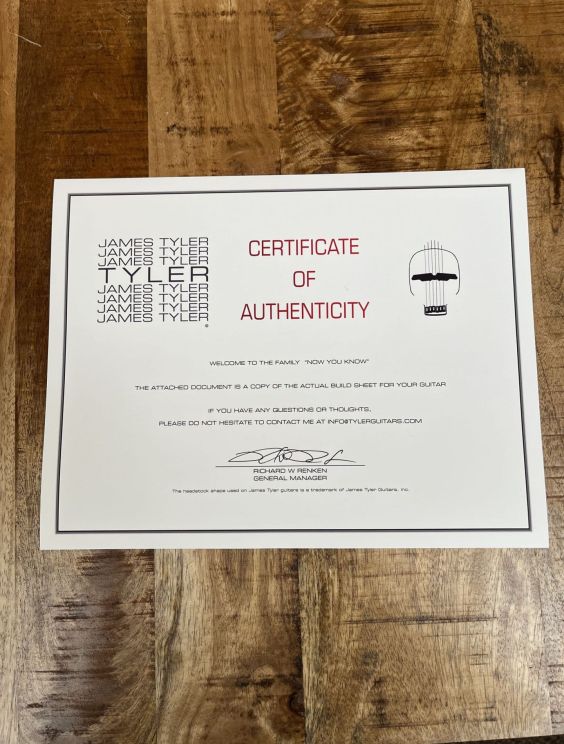 JAMES TYLER
JAMES TYLER
JAMES TYLER
TYLER
JAMES TYLER
JAMES TYLER
JAMES TYLER
JAMES TYLER
®
CERTIFICATE
OF
AUTHENTICITY
WELCOME TO THE FAMILY "NOW YOU KNOW"
THE ATTACHED DOCUMENT IS A COPY OF THE ACTUAL BUILD SHEET FOR YOUR GUITAR
IF YOU HAVE ANY QUESTIONS OR THOUGHTS,
PLEASE DO NOT HESITATE TO CONTACT ME AT INFO@TYLERGUITARS.COM
RICHARD W RENKEN
GENERAL MANAGER
The headstock shape used on James Tyler guitars is a trademark of James Tyler Guitars, Inc.